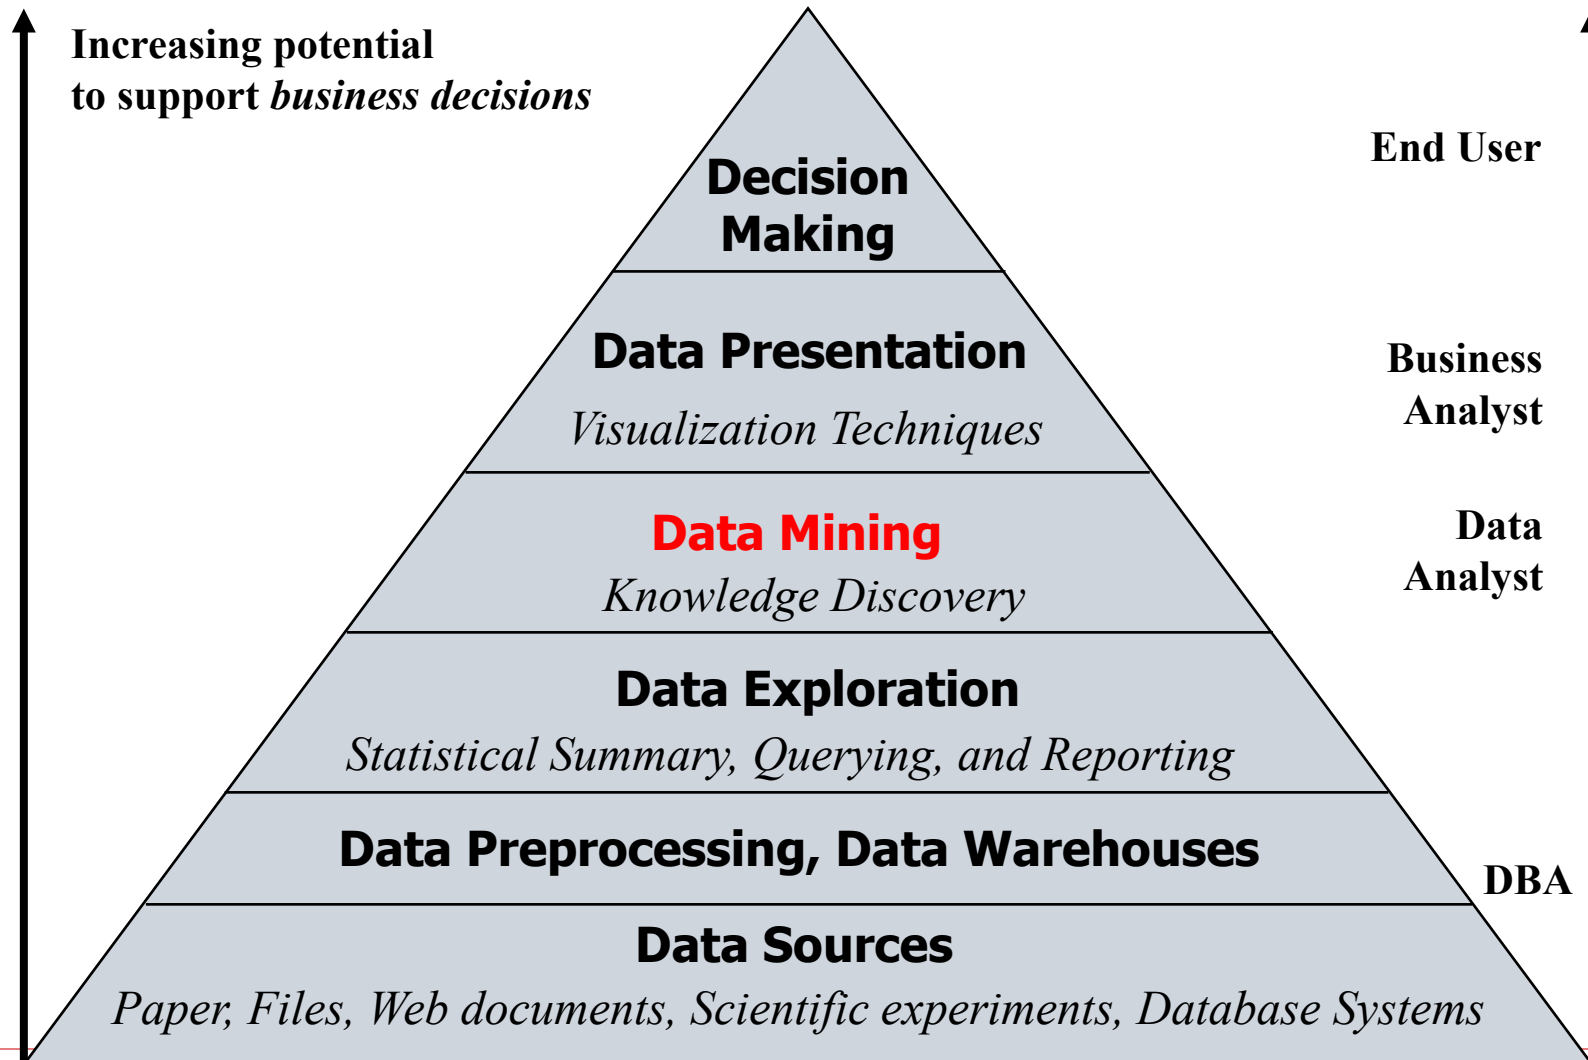 Increasing potential
to support business decisions
End User
Decision
Making
Data Presentation
Visualization Techniques
Business
Analyst
Data Mining
Knowledge Discovery
Data
Analyst
Data Exploration
Statistical Summary, Querying, and Reporting
Data Preprocessing, Data Warehouses
DBA
Data Sources
Paper, Files, Web documents, Scientific experiments, Database Systems